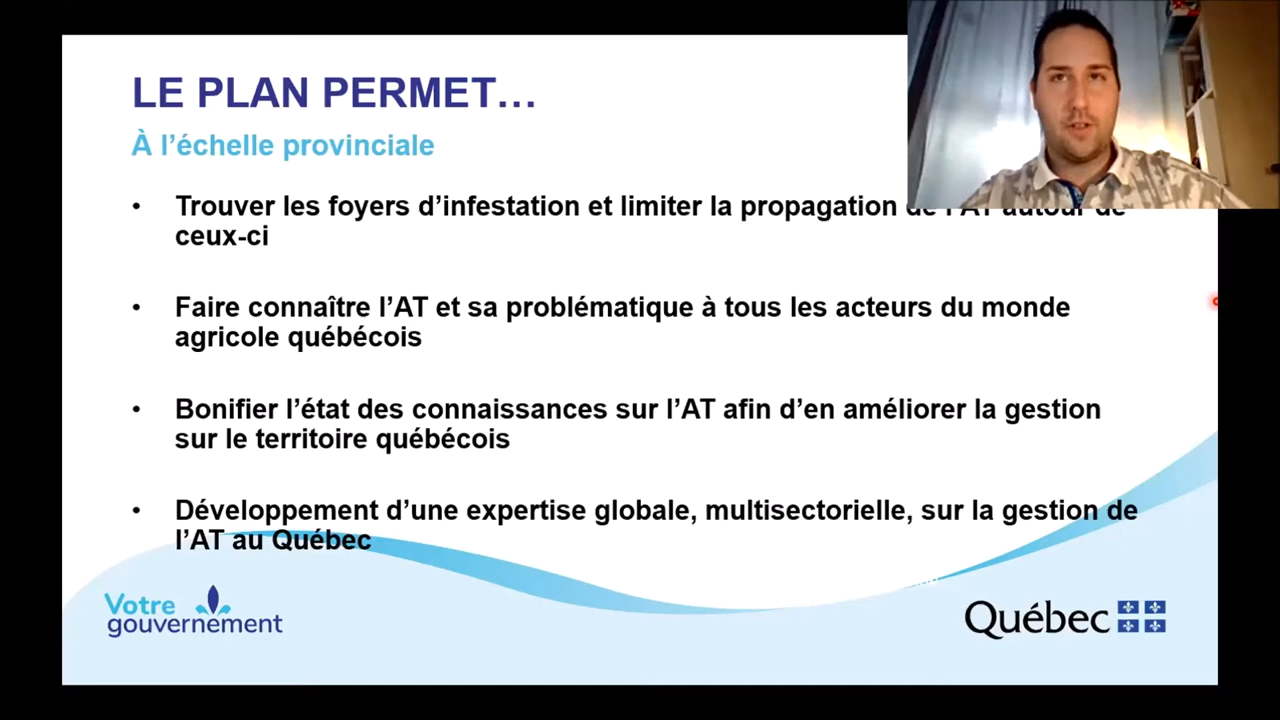 LE PLAN PERMET…
À l’échelle provinciale
• Trouver les foyers d’infestation et limiter la propagation de l’AT autour de
ceux-ci
• Faire connaître l’AT et sa problématique à tous les acteurs du monde
agricole québécois
• Bonifier l’état des connaissances sur l’AT afin d’en améliorer la gestion
sur le territoire québécois
• Développement d’une expertise globale, multisectorielle, sur la gestion de
l’AT au Québec
Votre
gouvernement
Québec